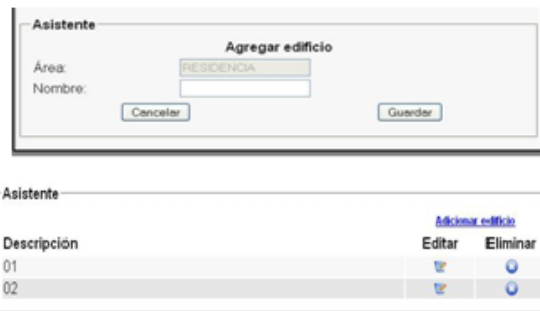 Asistente
Agregar edificio
Área: RESIDENCIA
Nombre:
Cancelar Guardar
Asistente
Adicionar edificio
Descripción Editar Eliminar
01
02